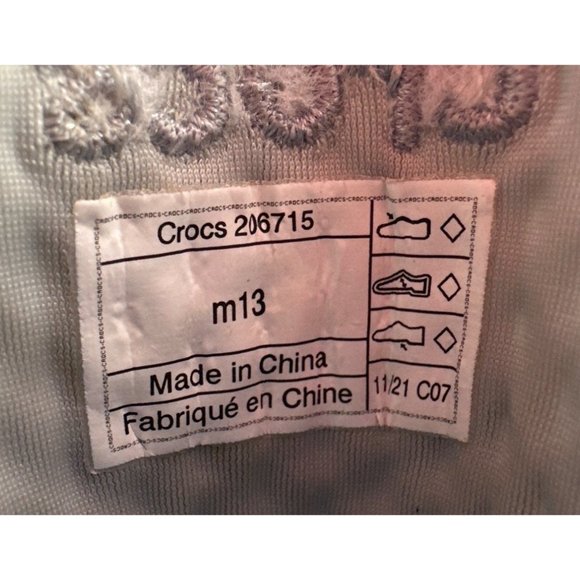 Crocs 206715
m13
Made in China
Fabriqué en Chine
11/21 C07